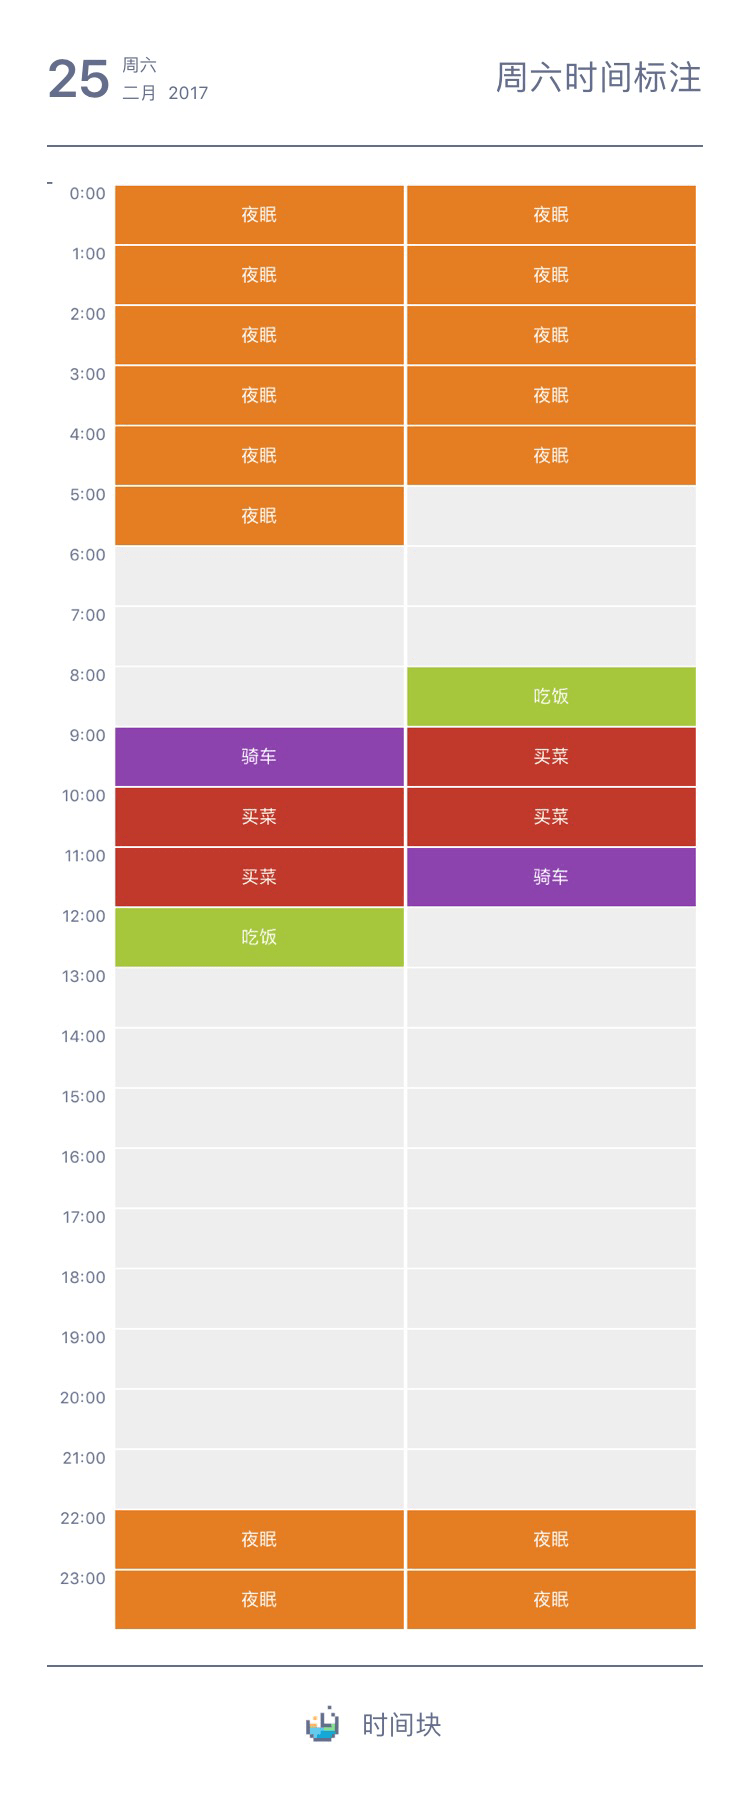 25
周六
二月 2017
周六时间标注
0:00 夜眠 夜眠
1:00 夜眠 夜眠
2:00 夜眠 夜眠
3:00 夜眠 夜眠
4:00 夜眠 夜眠
5:00 夜眠
6:00
7:00
8:00 吃饭
9:00 骑车 买菜
10:00 买菜 买菜
11:00 买菜 骑车
12:00 吃饭
13:00
14:00
15:00
16:00
17:00
18:00
19:00
20:00
21:00
22:00 夜眠 夜眠
23:00 夜眠 夜眠
时间块